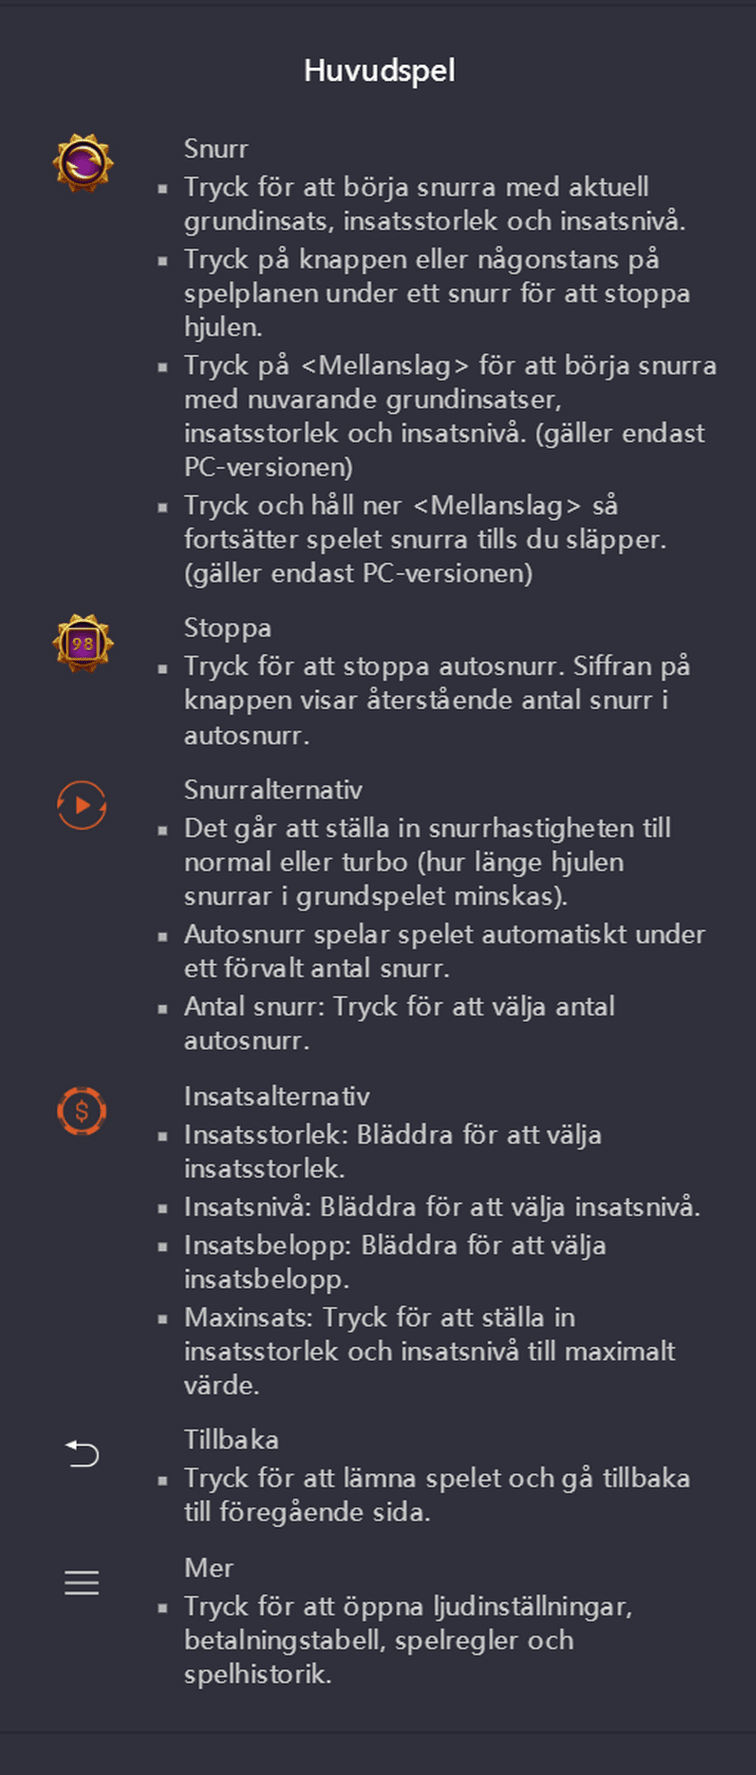 Huvudspel
Snurr
▪ Tryck för att börja snurra med aktuell
grundinsats, insatsstorlek och insatsnivå.
▪ Tryck på knappen eller någonstans på
spelplanen under ett snurr för att stoppa
hjulen.
▪ Tryck på <Mellanslag> för att börja snurra
med nuvarande grundinsatser,
insatsstorlek och insatsnivå. (gäller endast
PC-versionen)
▪ Tryck och håll ner <Mellanslag> så
fortsätter spelet snurra tills du släpper.
(gäller endast PC-versionen)
98
Stoppa
▪ Tryck för att stoppa autosnurr. Siffran på
knappen visar återstående antal snurr i
autosnurr.
Snurralternativ
▪ Det går att ställa in snurrhastigheten till
normal eller turbo (hur länge hjulen
snurrar i grundspelet minskas).
▪ Autosnurr spelar spelet automatiskt under
ett förvalt antal snurr.
▪ Antal snurr: Tryck för att välja antal
autosnurr.
$
Insatsalternativ
▪ Insatsstorlek: Bläddra för att välja
insatsstorlek.
▪ Insatsnivå: Bläddra för att välja insatsnivå.
▪ Insatsbelopp: Bläddra för att välja
insatsbelopp.
▪ Maxinsats: Tryck för att ställa in
insatsstorlek och insatsnivå till maximalt
värde.
Tillbaka
▪ Tryck för att lämna spelet och gå tillbaka
till föregående sida.
Mer
▪ Tryck för att öppna ljudinställningar,
betalningstabell, spelregler och
spelhistorik.